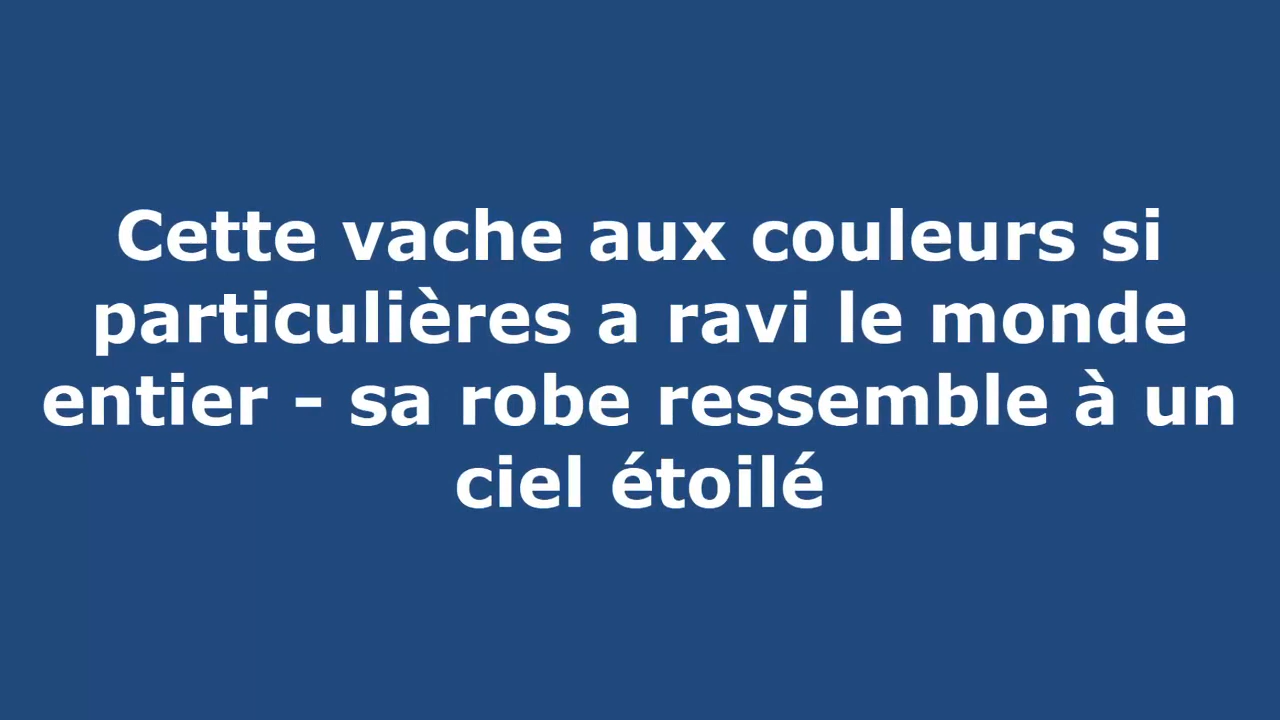 Cette vache aux couleurs si
particulières a ravi le monde
entier - sa robe ressemble à un
ciel étoilé